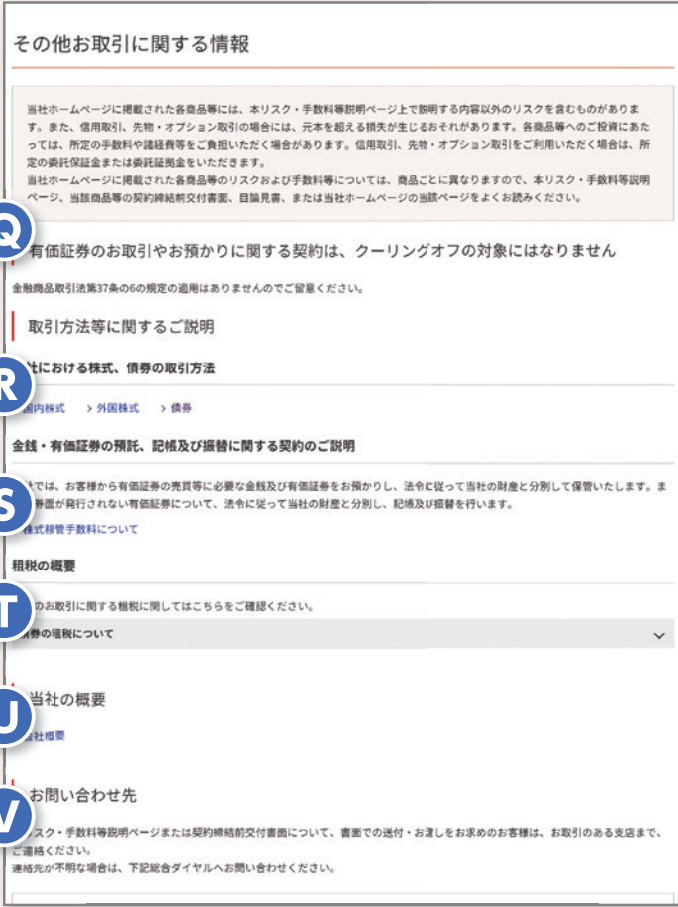 その他お取引に関する情報
当社ホームページに掲載された各商品等には、本リスク・手数料等説明ページ上で説明する内容以外のリスクを含むものがありま
す。また、信用取引、先物・オプション取引の場合には、元本を超える損失が生じるおそれがあります。各商品等へのご投資にあた
っては、所定の手数料や諸経費等をご負担いただく場合があります。信用取引、先物・オプション取引をご利用いただく場合は、所
定の委託保証金または委託証拠金をいただきます。
当社ホームページに掲載された各商品等のリスクおよび手数料等については、商品ごとに異なりますので、本リスク・手数料等説明
ページ、当該商品等の契約締結前交付書面、目論見書、または当社ホームページの当該ページをよくお読みください。
Q
有価証券のお取引やお預かりに関する契約は、クーリングオフの対象にはなりません
金融商品取引法第37条の6の規定の適用はありませんのでご留意ください。
取引方法等に関するご説明
社における株式、債券の取引方法
R
国内株式 > 外国株式 > 債券
金銭・有価証券の預託、記帳及び振替に関する契約のご説明
では、お客様から有価証券の売買等に必要な金銭及び有価証券をお預かりし、法令に従って当社の財産と分別して保管いたします。ま
S
券面が発行されない有価証券について、法令に従って当社の財産と分別し、記帳及び振替を行います。
株式移管手数料について
租税の概要
T
のお取引に関する租税に関してはこちらをご確認ください。
券の租税について
U
当社の概要
会社概要
お問い合わせ先
V
スク・手数料等説明ページまたは契約締結前交付書面について、書面での送付・お渡しをお求めのお客様は、お取引のある支店まで、
ご連絡ください。
連絡先が不明な場合は、下記総合ダイヤルへお問い合わせください。